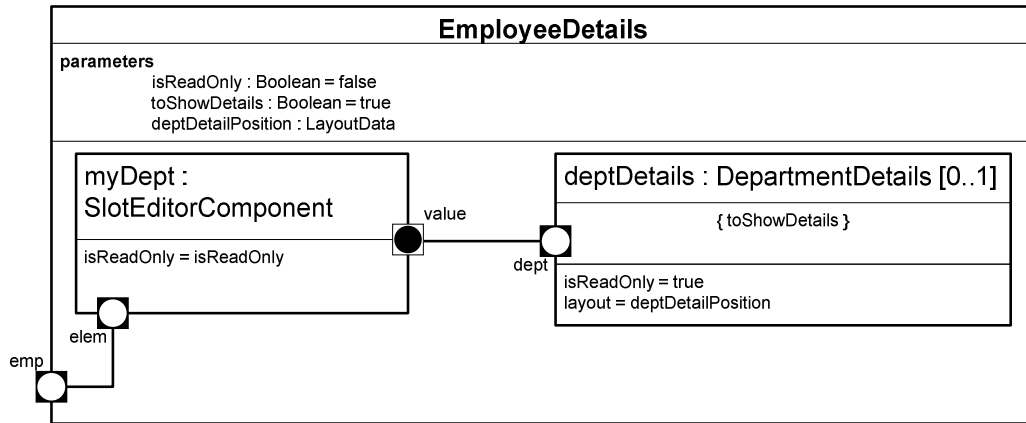 EmployeeDetails
parameters
isReadOnly : Boolean = false
toShowDetails : Boolean = true
deptDetailPosition : LayoutData
myDept :
SlotEditorComponent
isReadOnly = isReadOnly
value
deptDetails : DepartmentDetails [0..1]
{ toShowDetails }
dept
isReadOnly = true
layout = deptDetailPosition
elem
emp